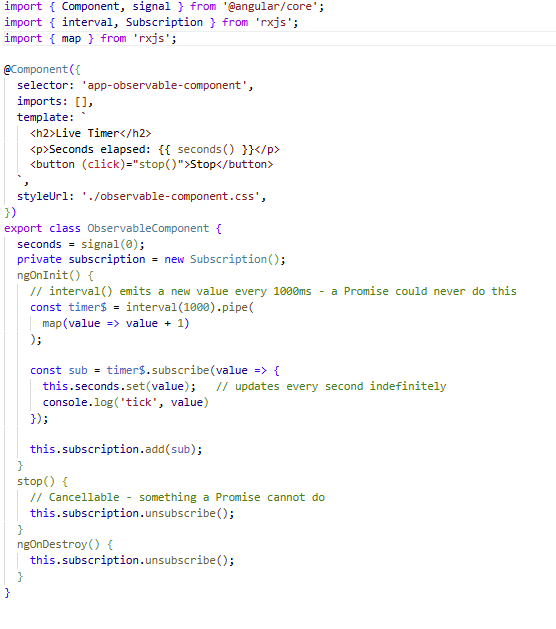 import { Component, signal } from '@angular/core';
import { interval, Subscription } from 'rxjs';
import { map } from 'rxjs';

@Component({
  selector: 'app-observable-component',
  imports: [],
  template: `
    <h2>Live Timer</h2>
    <p>Seconds elapsed: {{ seconds() }}</p>
    <button (click)="stop()">Stop</button>
  `,
  styleUrl: './observable-component.css',
})
export class ObservableComponent {
  seconds = signal(0);
  private subscription = new Subscription();
  ngOnInit() {
    // interval() emits a new value every 1000ms - a Promise could never do this
    const timer$ = interval(1000).pipe(
      map(value => value + 1)
    );

    const sub = timer$.subscribe(value => {
      this.seconds.set(value);   // updates every second indefinitely
      console.log('tick', value)
    });

    this.subscription.add(sub);
  }
  stop() {
    // Cancellable - something a Promise cannot do
    this.subscription.unsubscribe();
  }
  ngOnDestroy() {
    this.subscription.unsubscribe();
  }
}